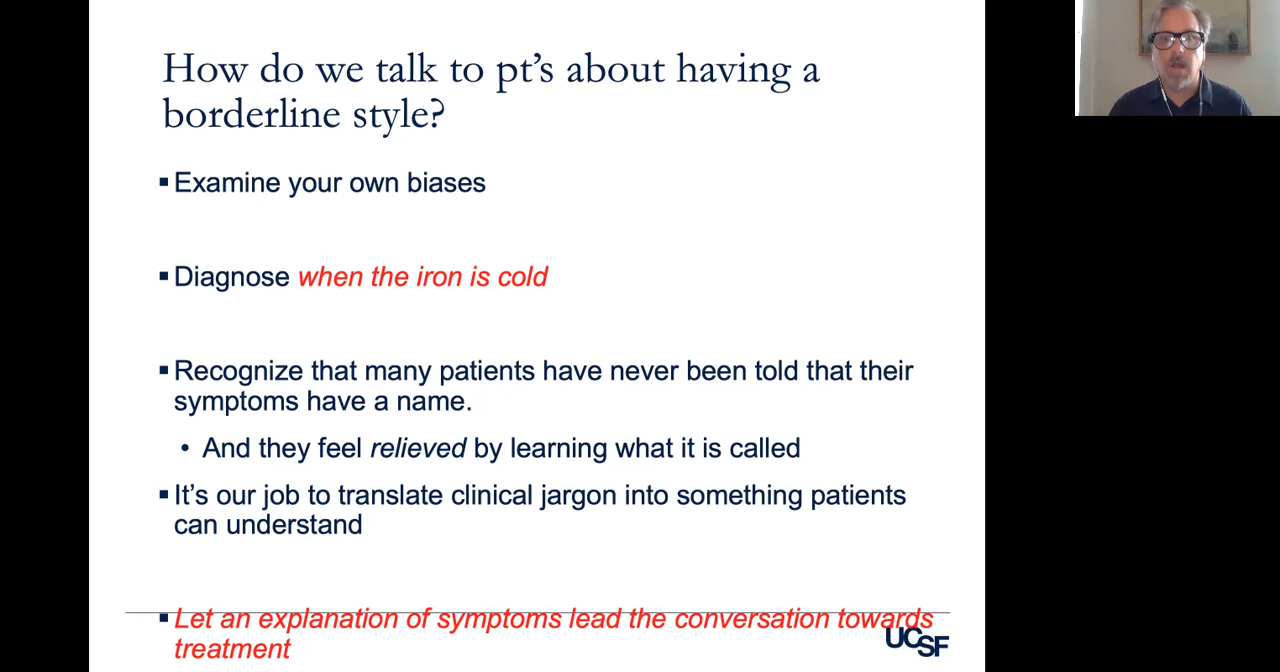 How do we talk to pt's about having a
borderline style?
▪ Examine your own biases
▪ Diagnose when the iron is cold
▪ Recognize that many patients have never been told that their
symptoms have a name.
• And they feel relieved by learning what it is called
▪ It's our job to translate clinical jargon into something patients
can understand
▪ Let an explanation of symptoms lead the conversation towards
treatment
UCSF